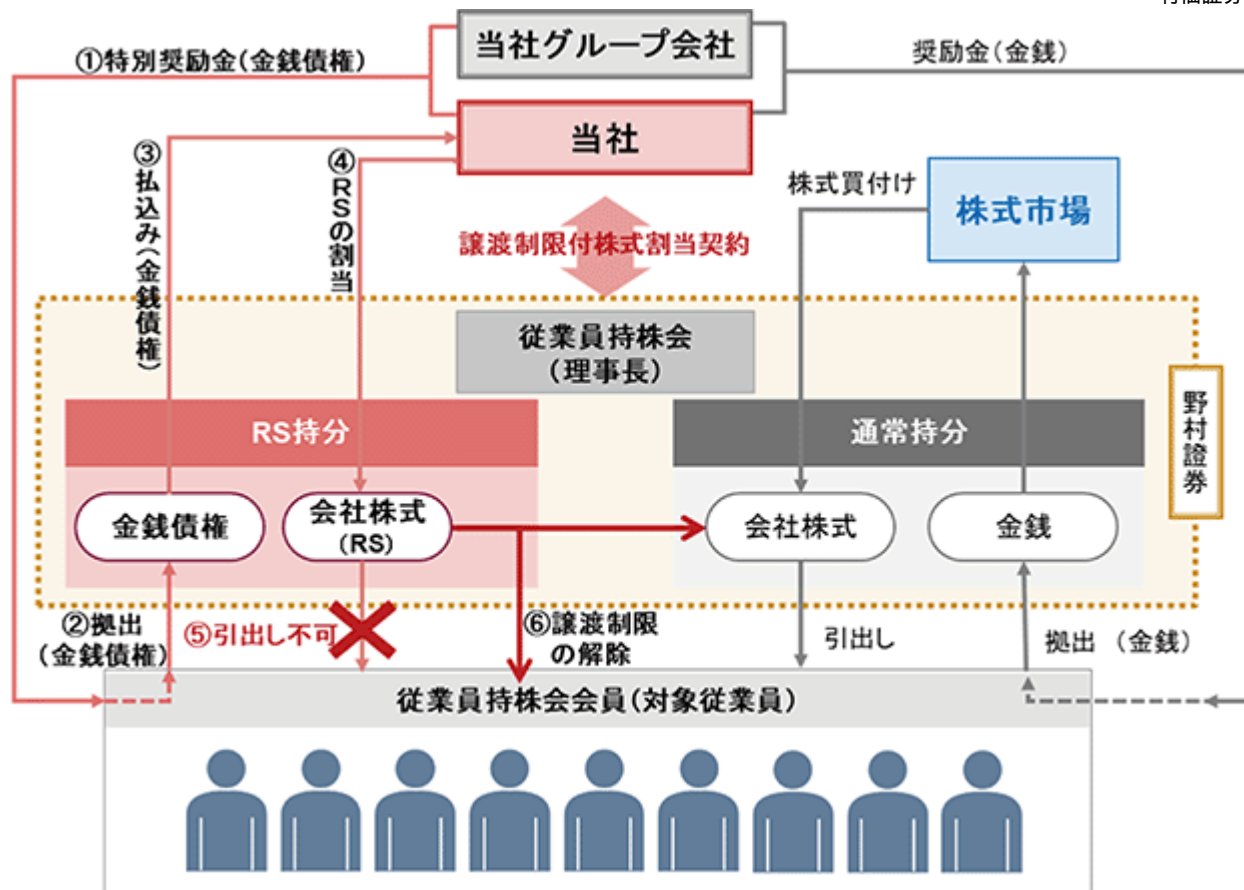 当社グループ会社
①特別奨励金(金銭債権)
奨励金(金銭)
当社
③払込み(金銭債権)
④RSの割当
株式買付け
株式市場
譲渡制限付株式割当契約
従業員持株会
(理事長)
野村證券
RS持分
通常持分
金銭債権
会社株式
(RS)
会社株式
金銭
②拠出
(金銭債権)
⑤引出し不可
⑥譲渡制限
の解除
引出し
拠出 (金銭)
従業員持株会会員(対象従業員)